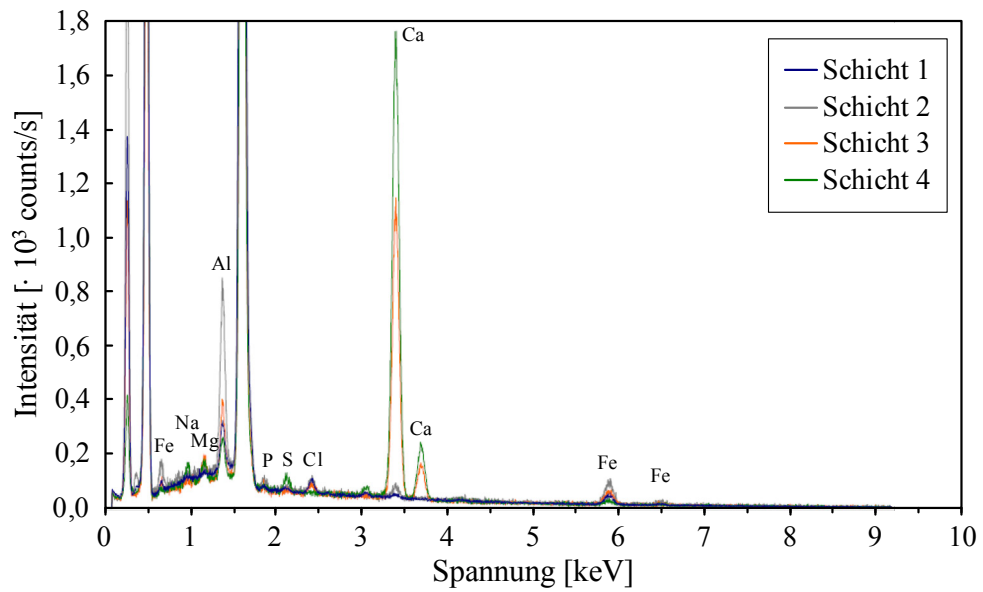 1,8
1,6
1,4
1,2
1,0
0,8
0,6
0,4
0,2
0,0
Intensität [· 10³ counts/s]
Ca
Schicht 1
Schicht 2
Schicht 3
Schicht 4
Al
Fe
Na
Mg
P
S
Cl
Ca
Fe
Fe
0 1 2 3 4 5 6 7 8 9 10
Spannung [keV]